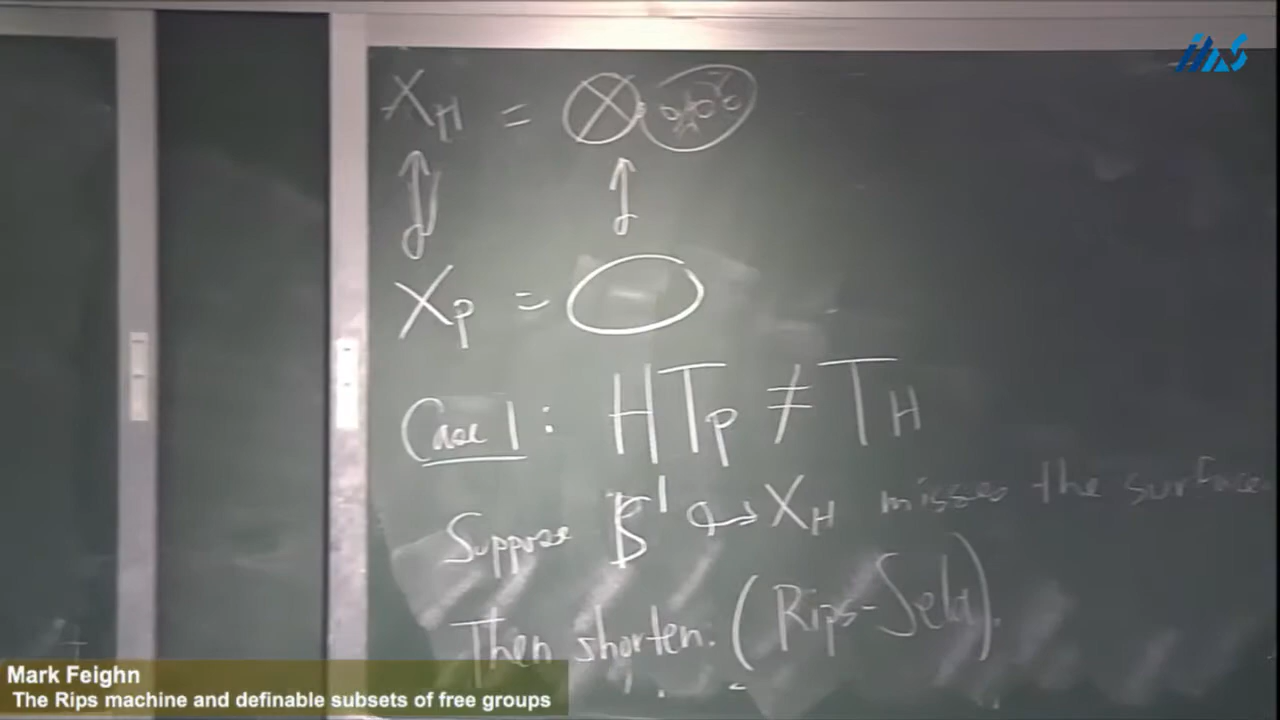 X_H =
X_P =
Case 1: HT_P ≠ T_H
Suppose B' ↪ X_H misses the surface
Then shorten. (Rips-Sela).
ihes
Mark Feighn
The Rips machine and definable subsets of free groups